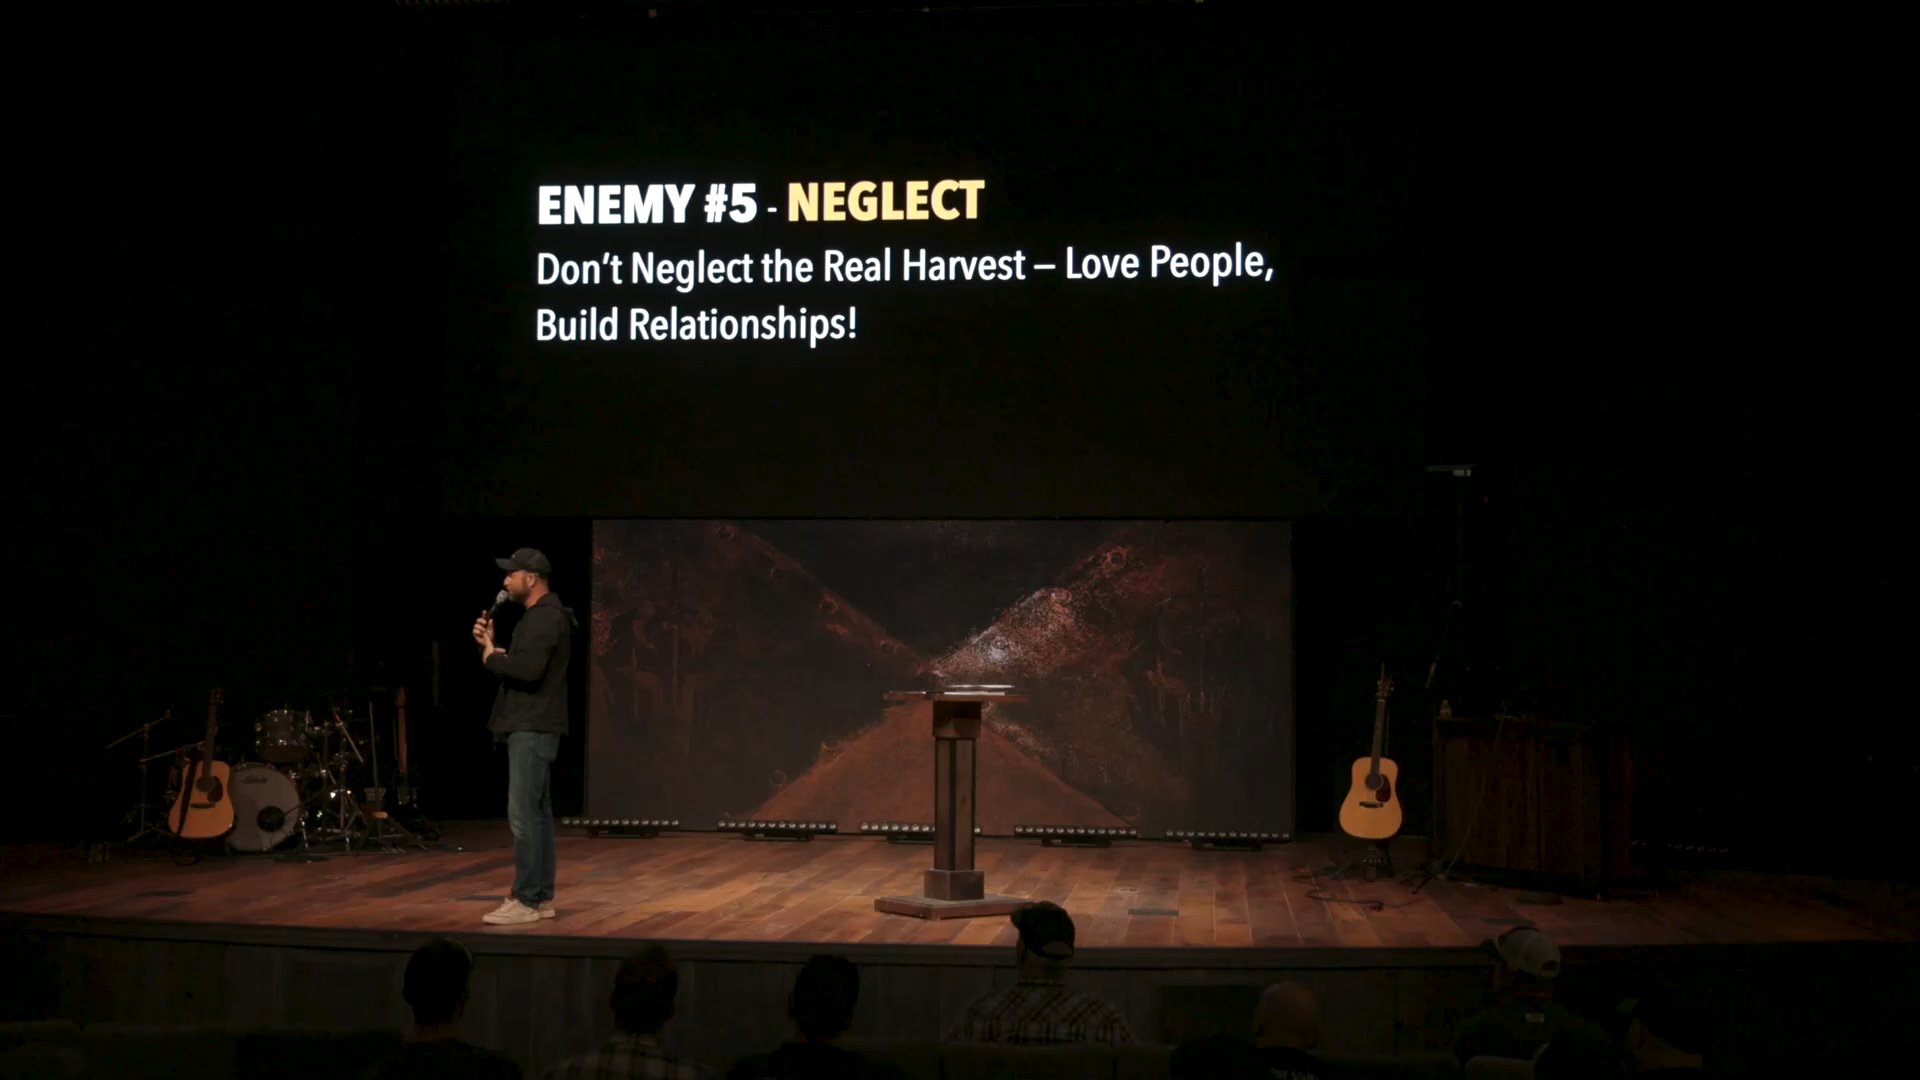 ENEMY #5 - NEGLECT
Don't Neglect the Real Harvest – Love People,
Build Relationships!